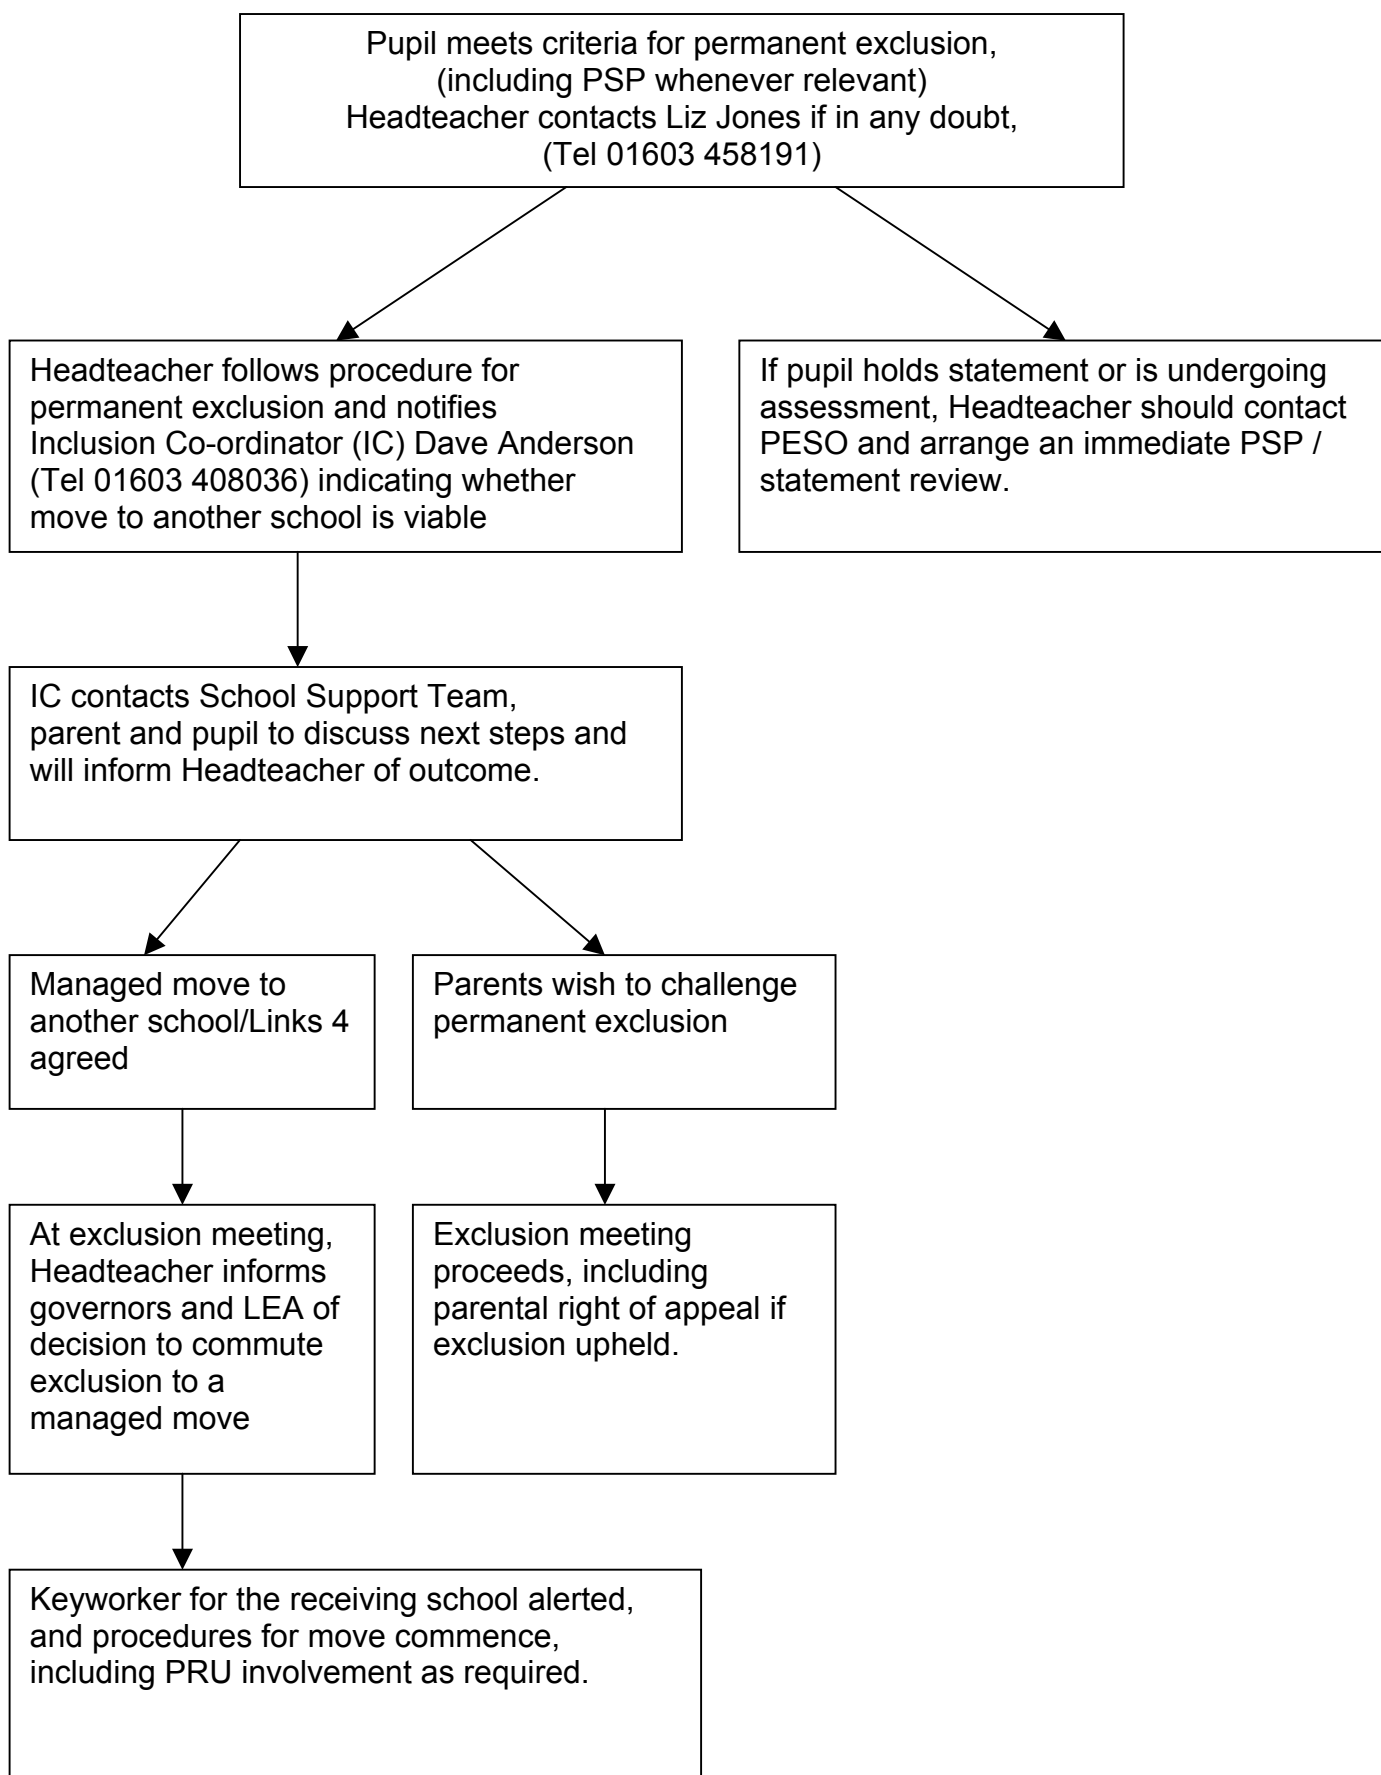 Pupil meets criteria for permanent exclusion,
(including PSP whenever relevant)
Headteacher contacts Liz Jones if in any doubt,
(Tel 01603 458191)
Headteacher follows procedure for
permanent exclusion and notifies
Inclusion Co-ordinator (IC) Dave Anderson
(Tel 01603 408036) indicating whether
move to another school is viable
If pupil holds statement or is undergoing
assessment, Headteacher should contact
PESO and arrange an immediate PSP /
statement review.
IC contacts School Support Team,
parent and pupil to discuss next steps and
will inform Headteacher of outcome.
Managed move to
another school/Links 4
agreed
Parents wish to challenge
permanent exclusion
At exclusion meeting,
Headteacher informs
governors and LEA of
decision to commute
exclusion to a
managed move
Exclusion meeting
proceeds, including
parental right of appeal if
exclusion upheld.
Keyworker for the receiving school alerted,
and procedures for move commence,
including PRU involvement as required.